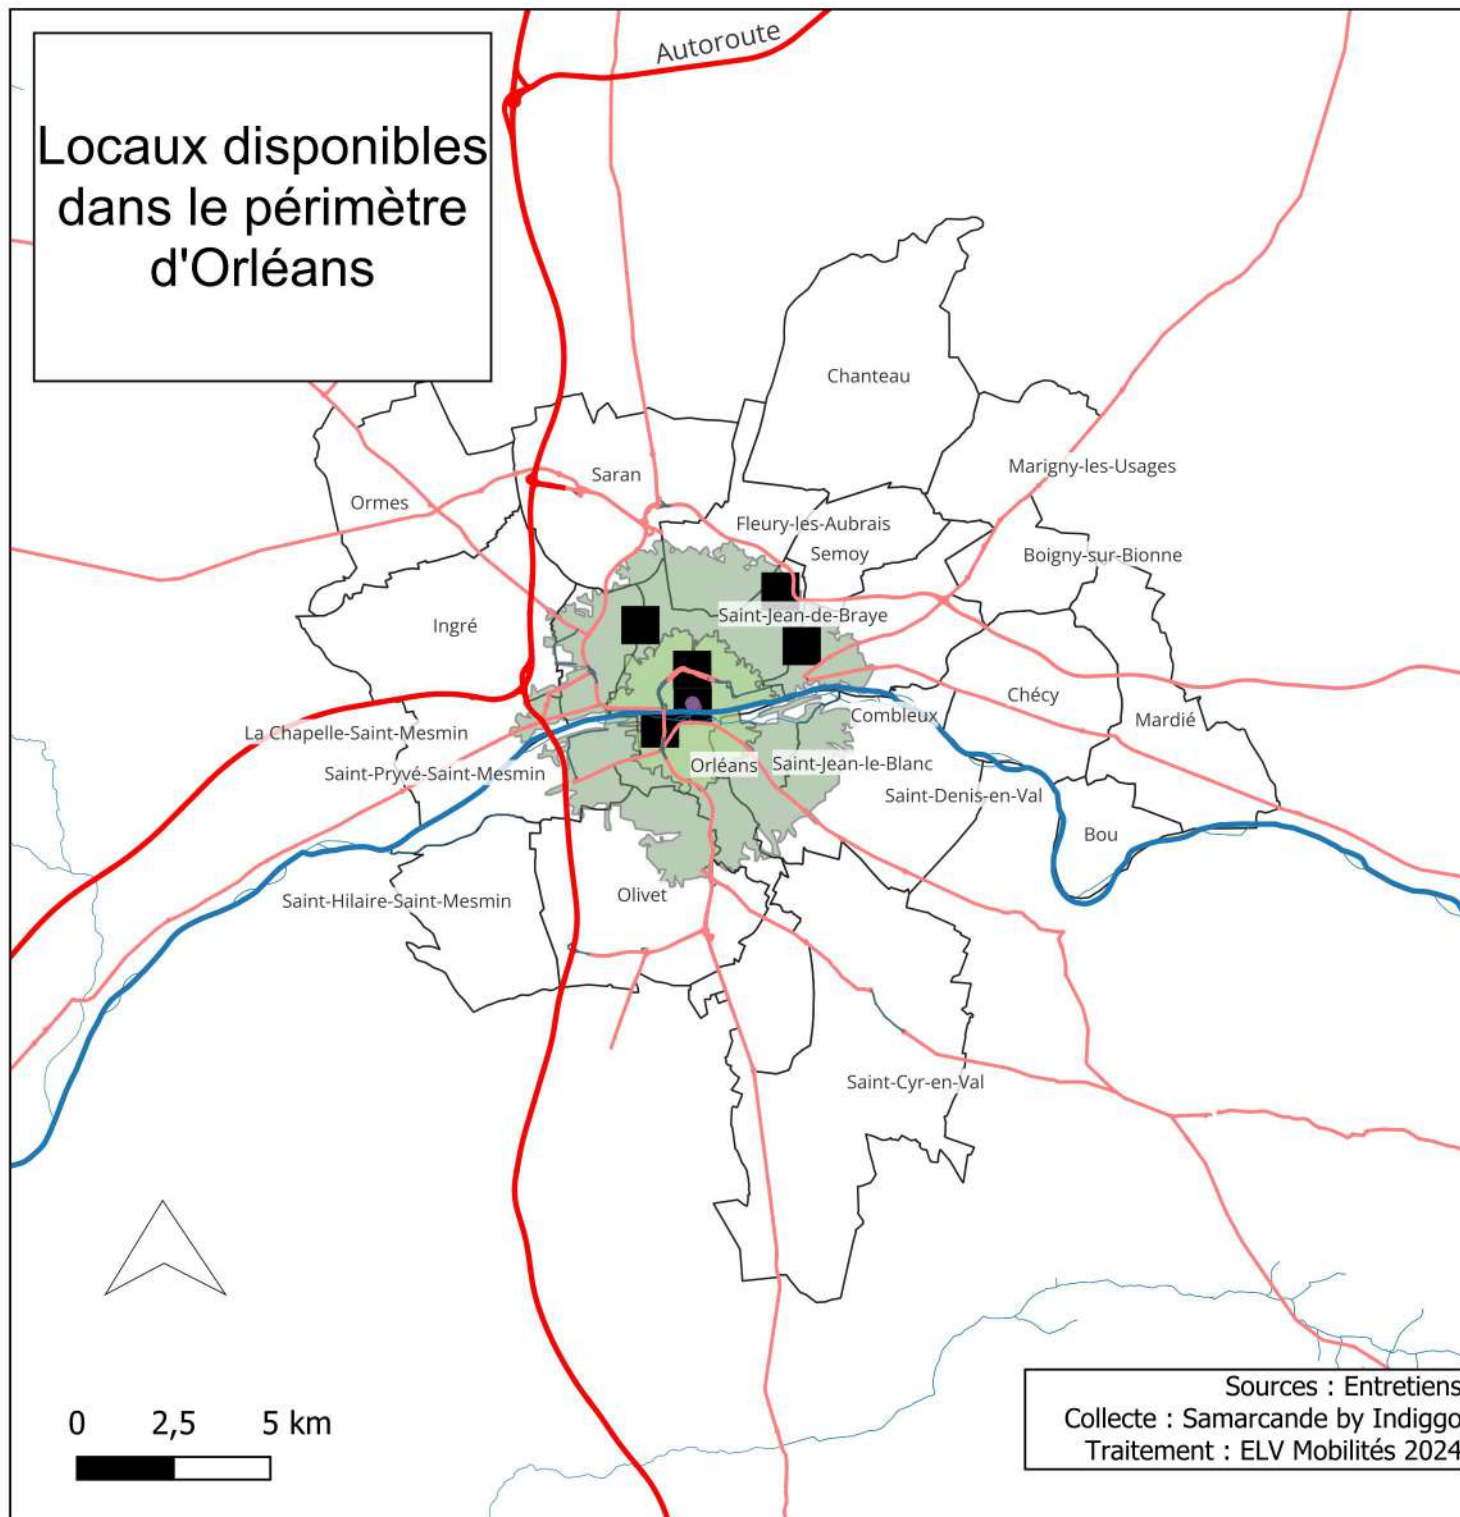 Autoroute
Locaux disponibles
dans le périmètre
d'Orléans
Chanteau
Marigny-les-Usages
Saran
Ormes
Fleury-les-Aubrais
Semoy
Boigny-sur-Bionne
Saint-Jean-de-Braye
Ingré
Chécy
Combleux
Mardié
La Chapelle-Saint-Mesmin
Orléans
Saint-Jean-le-Blanc
Saint-Pryvé-Saint-Mesmin
Saint-Denis-en-Val
Bou
Olivet
Saint-Hilaire-Saint-Mesmin
Saint-Cyr-en-Val
0 2,5 5 km
Sources : Entretiens
Collecte : Samarcande by Indiggo
Traitement : ELV Mobilités 2024